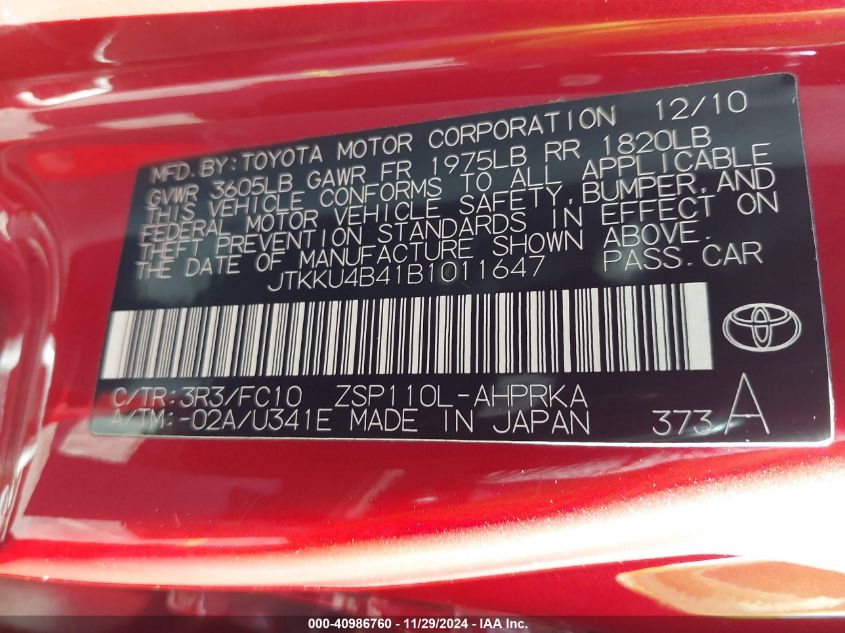 MFD. BY: TOYOTA MOTOR CORPORATION 12/10
GVWR 3605LB GAWR FR 1975LB RR 1820LB
THIS VEHICLE CONFORMS TO ALL APPLICABLE
FEDERAL MOTOR VEHICLE SAFETY, BUMPER, AND
THEFT PREVENTION STANDARDS IN EFFECT ON
THE DATE OF MANUFACTURE SHOWN ABOVE.
JTKKU4B41B1011647 PASS. CAR
C/TR:3R3/FC10 ZSP110L-AHPRKA
A/TM:-02A/U341E MADE IN JAPAN 373 A
000-40986760 - 11/29/2024 - IAA Inc.